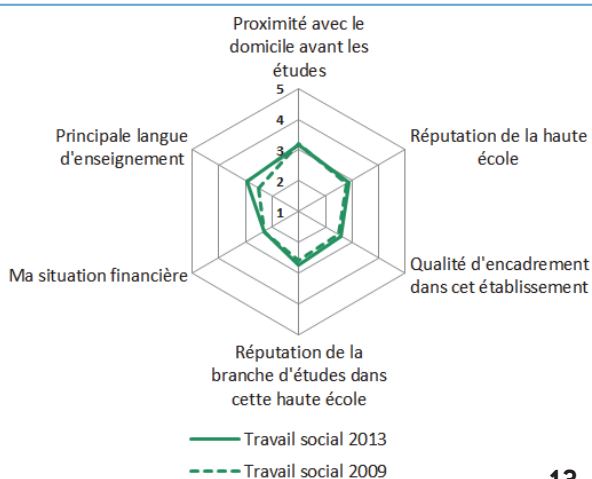 Proximité avec le
domicile avant les
études
5
4
3
2
1
Principale langue
d'enseignement
Réputation de la haute
école
Ma situation financière
Qualité d'encadrement
dans cet établissement
Réputation de la
branche d'études dans
cette haute école
Travail social 2013
Travail social 2009